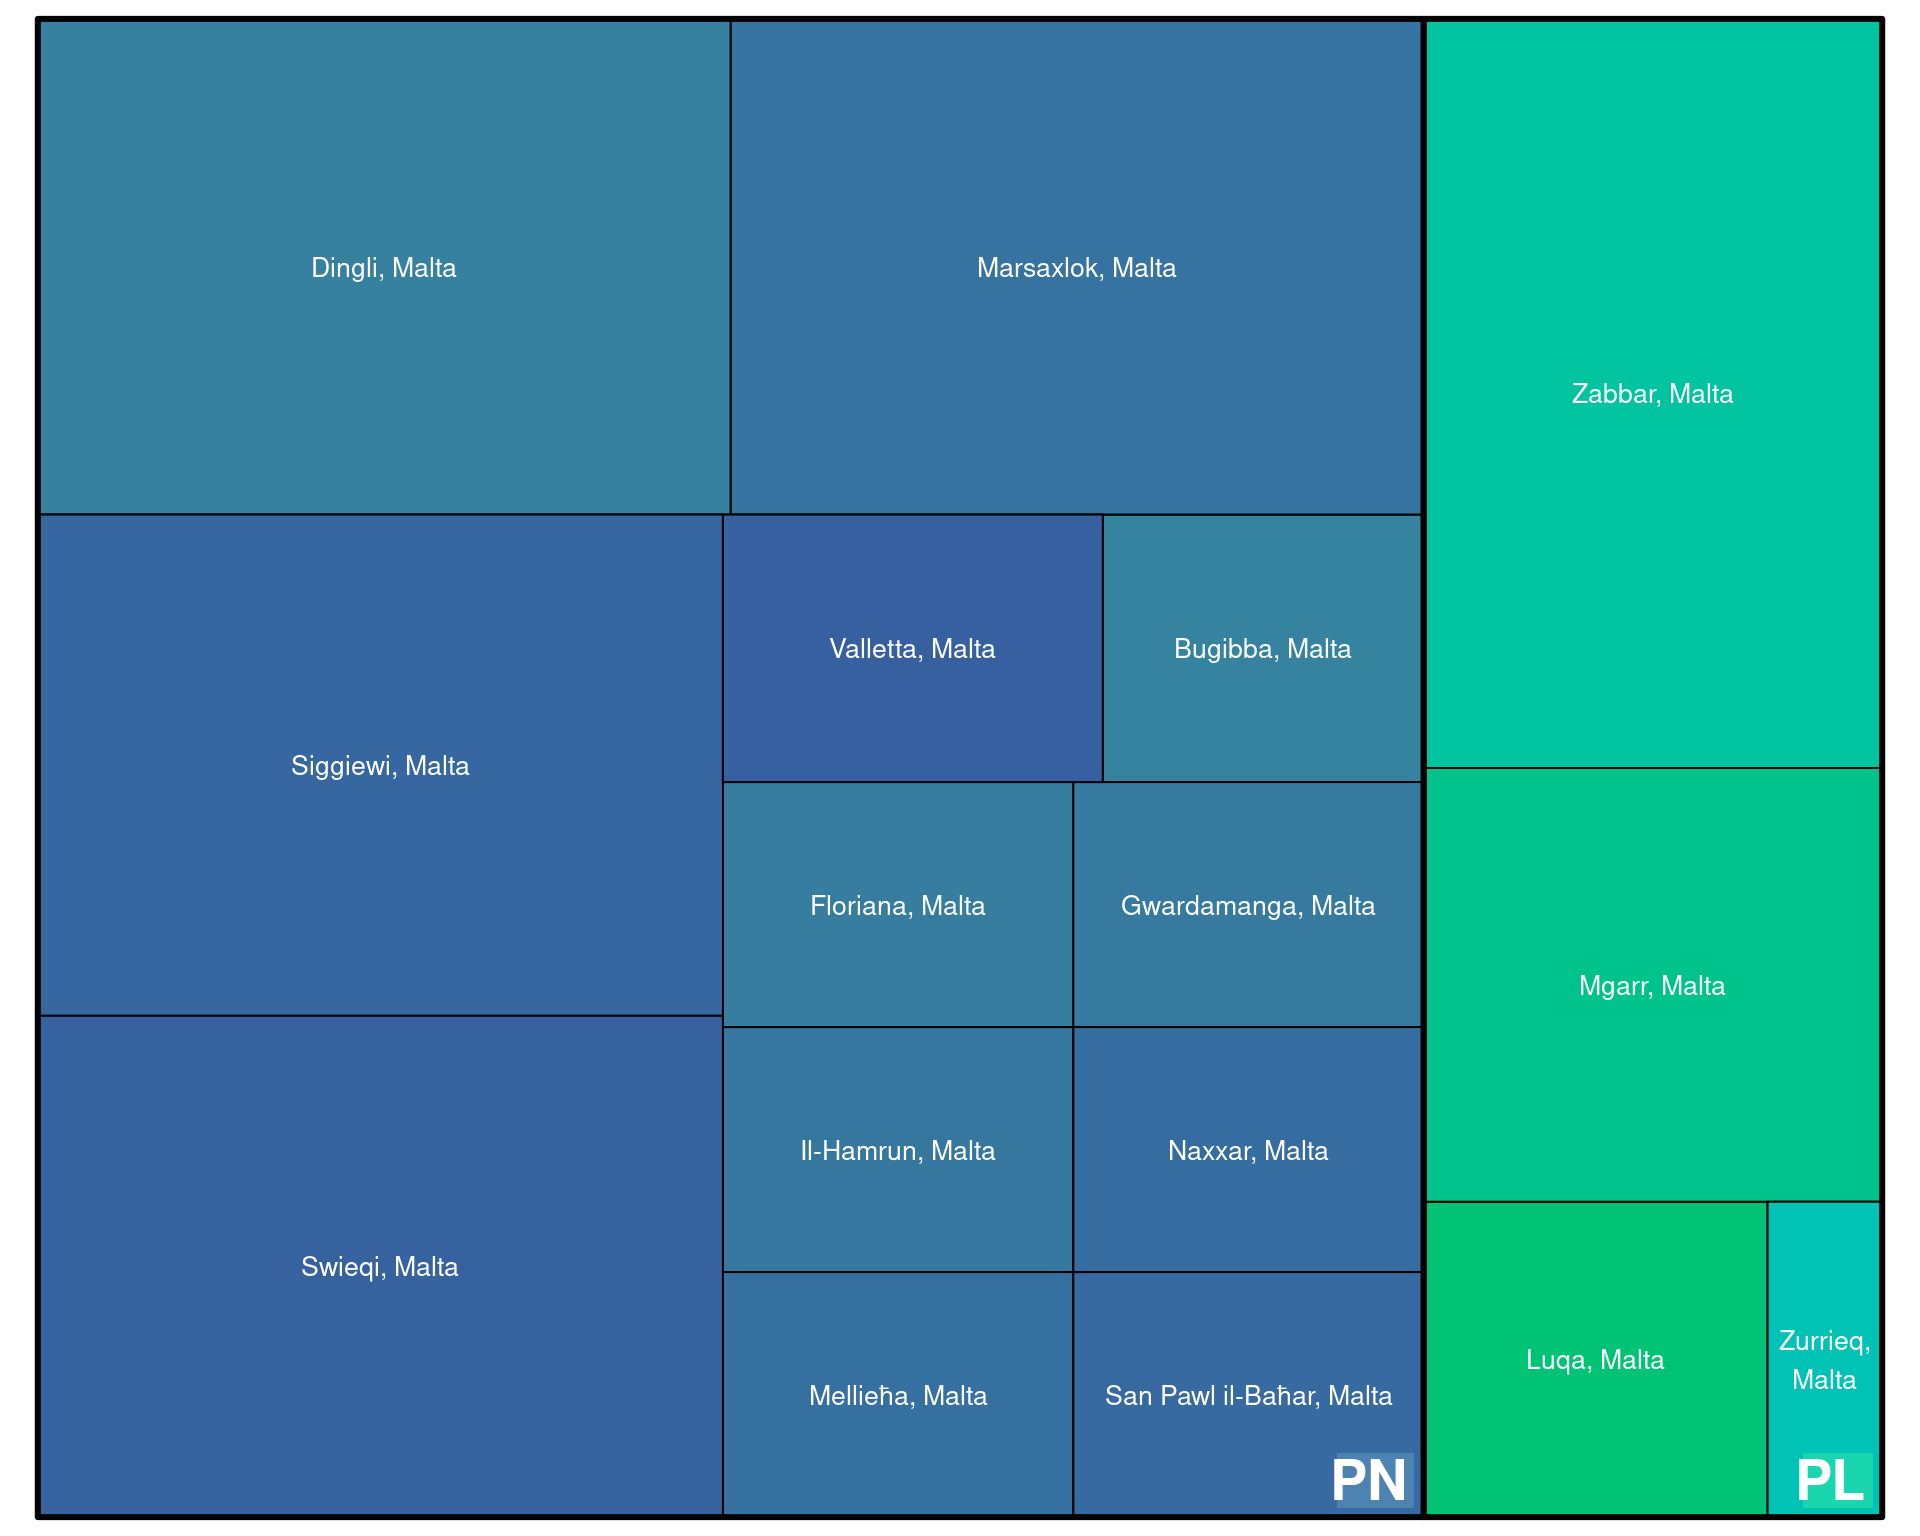 Dingli, Malta
Marsaxlok, Malta
Zabbar, Malta
Siggiewi, Malta
Valletta, Malta
Bugibba, Malta
Floriana, Malta
Gwardamanga, Malta
Mgarr, Malta
Il-Hamrun, Malta
Naxxar, Malta
Swieqi, Malta
Mellieħa, Malta
San Pawl il-Baħar, Malta
Luqa, Malta
Zurrieq,
Malta
PN
PL